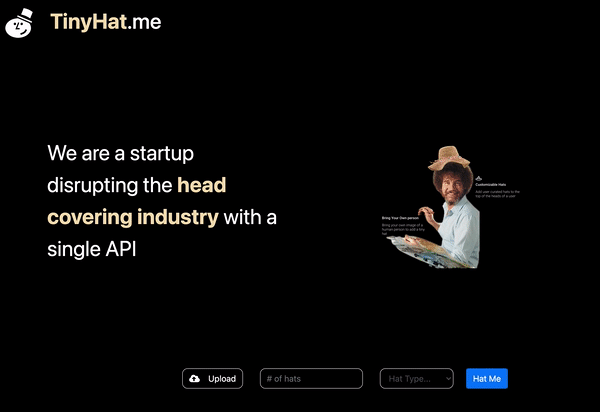 TinyHat.me
We are a startup
disrupting the head
covering industry with a
single API
Customizable Hats
Add user curated hats to the
top of the heads of a user
Bring Your Own person
Bring your own image of a
human person to add a tiny
hat
Upload
# of hats
Hat Type...
Hat Me